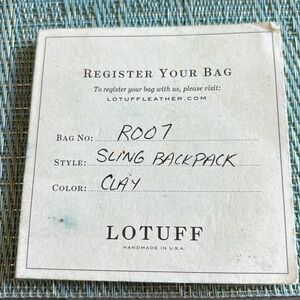 REGISTER YOUR BAG
To register your bag with us, please visit:
LOTUFFLEATHER.COM
BAG NO: R007
STYLE: SLING BACKPACK
COLOR: CLAY
LOTUFF
HANDMADE IN U.S.A.